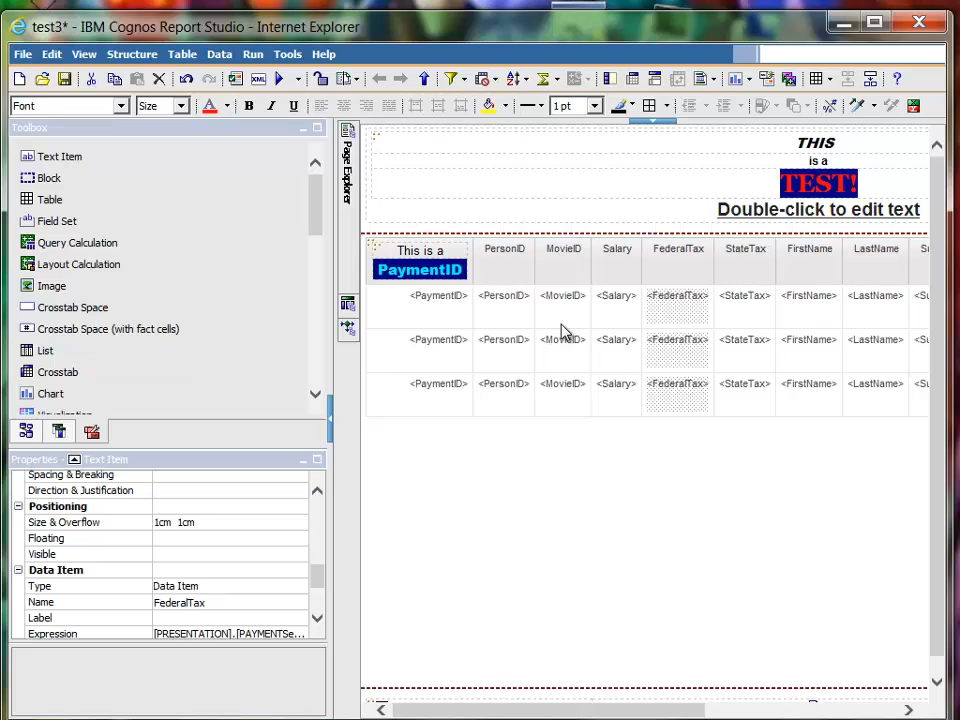 test3* - IBM Cognos Report Studio - Internet Explorer
File Edit View Structure Table Data Run Tools Help
Font Size A B I U 1 pt
Toolbox
Text Item
Block
Table
Field Set
Query Calculation
Layout Calculation
Image
Crosstab Space
Crosstab Space (with fact cells)
List
Crosstab
Chart
Properties - Text Item
Spacing & Breaking
Direction & Justification
Positioning
Size & Overflow 1cm 1cm
Floating
Visible
Data Item
Type Data Item
Name FederalTax
Label
Expression [PRESENTATION].[PAYMENTSe...
Page Explorer
THIS
is a
TEST!
Double-click to edit text
This is a
PaymentID PersonID MovieID Salary FederalTax StateTax FirstName LastName Su
<PaymentID> <PersonID> <MovieID> <Salary> <FederalTax> <StateTax> <FirstName> <LastName> <Su
<PaymentID> <PersonID> <MovieID> <Salary> <FederalTax> <StateTax> <FirstName> <LastName> <Su
<PaymentID> <PersonID> <MovieID> <Salary> <FederalTax> <StateTax> <FirstName> <LastName> <Su